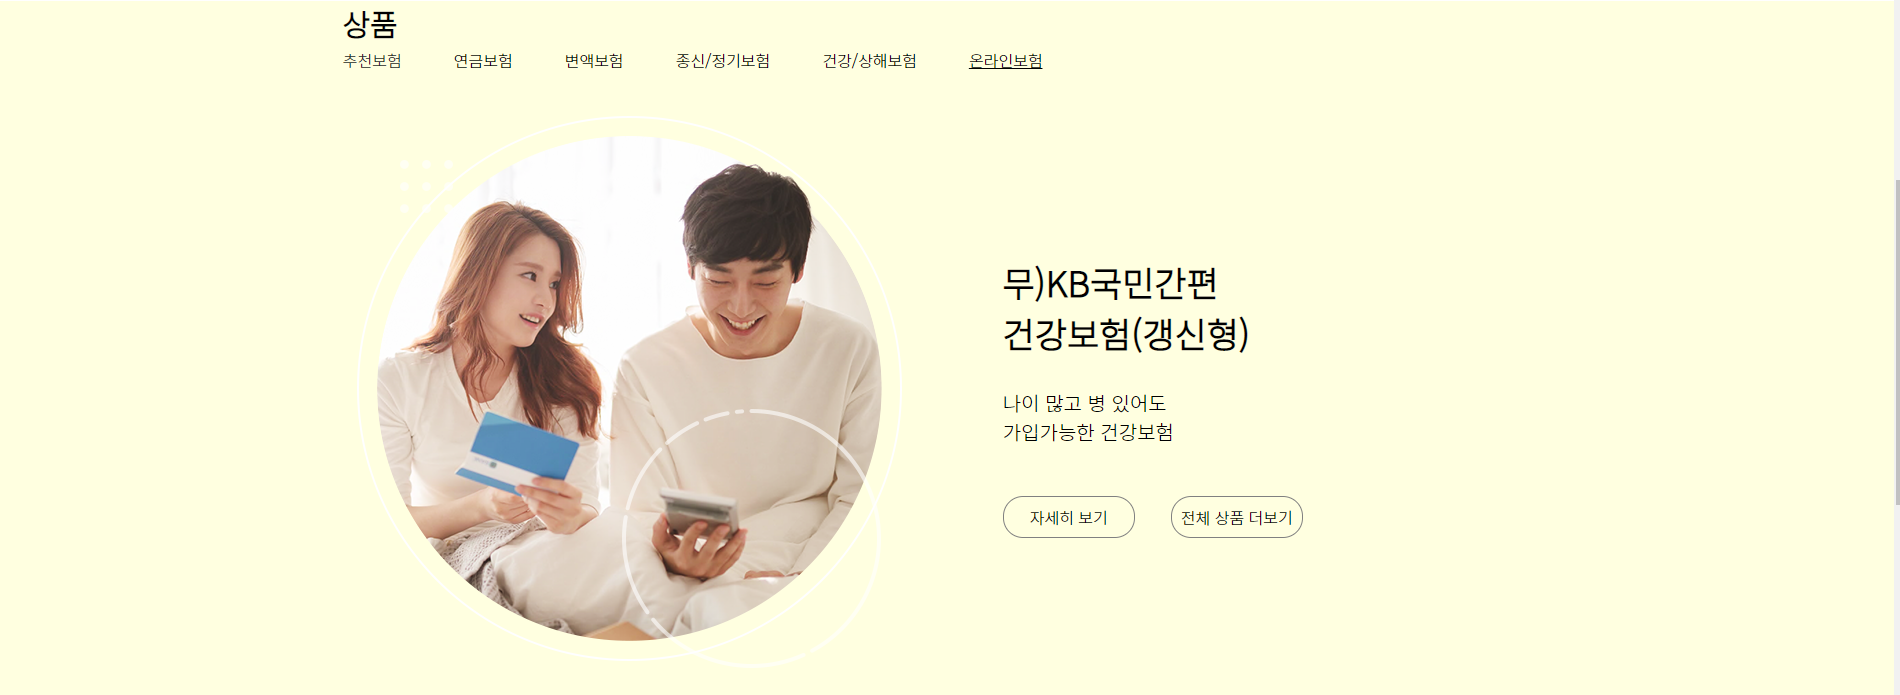 상품
추천보험 연금보험 변액보험 종신/정기보험 건강/상해보험 온라인보험
무)KB국민간편
건강보험(갱신형)
나이 많고 병 있어도
가입가능한 건강보험
자세히 보기 전체 상품 더보기